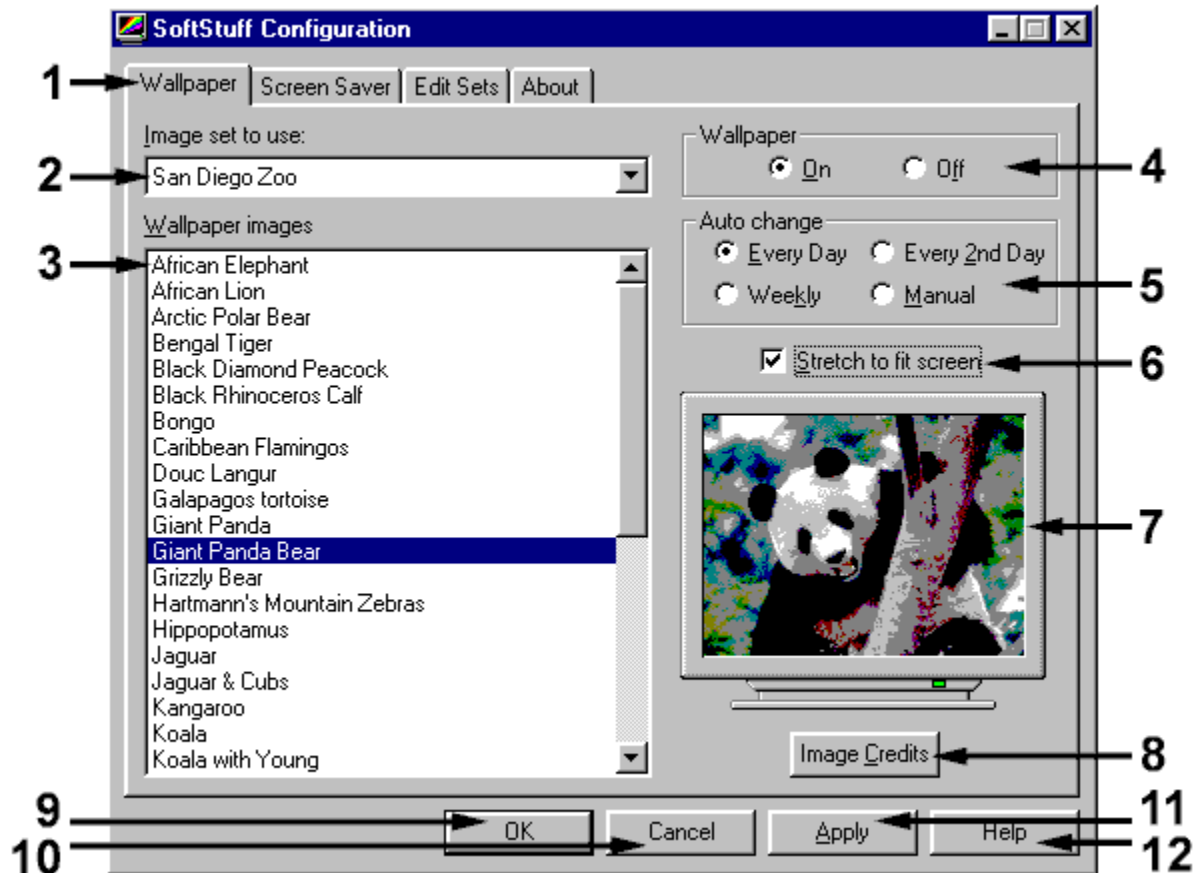 SoftStuff Configuration
1
Wallpaper
Screen Saver
Edit Sets
About
Image set to use:
2
San Diego Zoo
Wallpaper
On
Off
4
Wallpaper images
3
African Elephant
African Lion
Arctic Polar Bear
Bengal Tiger
Black Diamond Peacock
Black Rhinoceros Calf
Bongo
Caribbean Flamingos
Douc Langur
Galapagos tortoise
Giant Panda
Giant Panda Bear
Grizzly Bear
Hartmann's Mountain Zebras
Hippopotamus
Jaguar
Jaguar & Cubs
Kangaroo
Koala
Koala with Young
Auto change
Every Day
Every 2nd Day
Weekly
Manual
5
Stretch to fit screen
6
7
Image Credits
8
9
10
OK
Cancel
Apply
Help
11
12